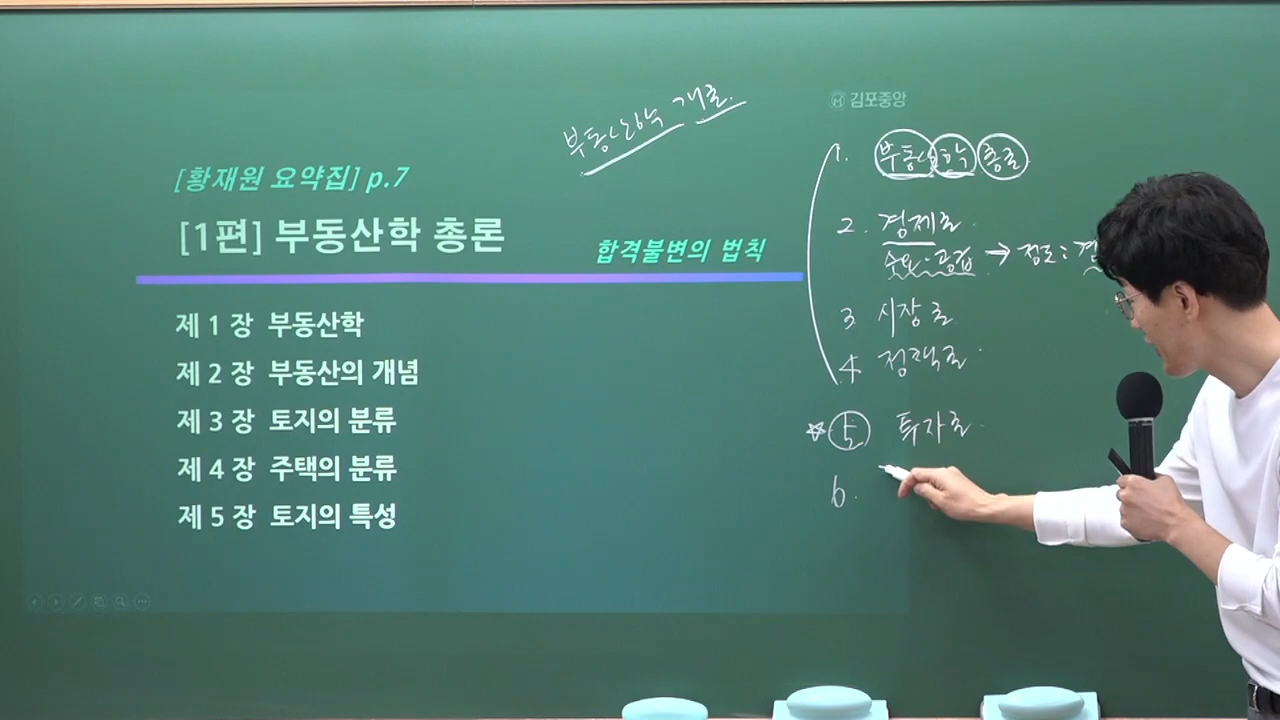 부동산학 개론.
김포중앙
[황재원 요약집] p.7
[1편] 부동산학 총론
합격불변의 법칙
제 1 장 부동산학
제 2 장 부동산의 개념
제 3 장 토지의 분류
제 4 장 주택의 분류
제 5 장 토지의 특성
1. 부동산학 총론
2. 경제론.
수요·공급 → 정도:
3 시장론
4. 정책론.
☆ 5 투자론.
6.